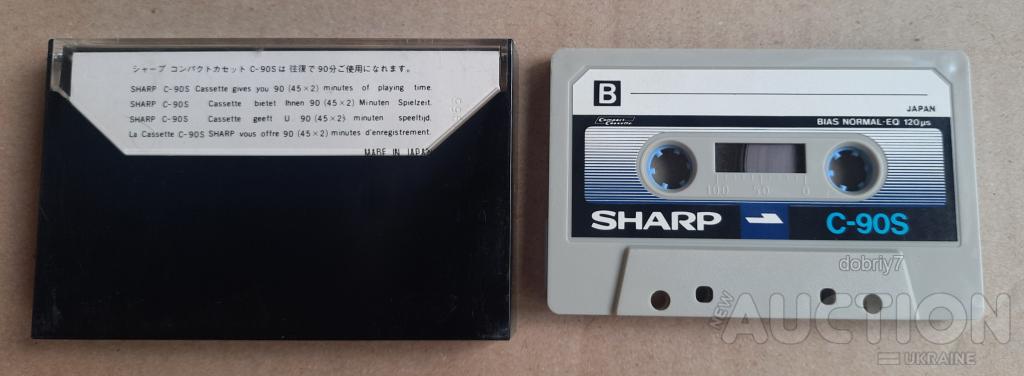 シャープ コンパクトカセット C-90Sは 往復で 90分ご使用になれます。
SHARP C-90S Cassette gives you 90 (45×2) minutes of playing time.
SHARP C-90S Cassette bietet Ihnen 90 (45×2) Minuten Spielzeit.
SHARP C-90S Cassette geeft U 90 (45×2) minuten speeltijd.
La Cassette C-90S SHARP vous offre 90 (45×2) minutes d'enregistrement.
MADE IN JAPAN
B
JAPAN
Compact Cassette
BIAS NORMAL·EQ 120μs
100 50 0
SHARP C-90S
dobriy7
NEW AUCTION
UKRAINE